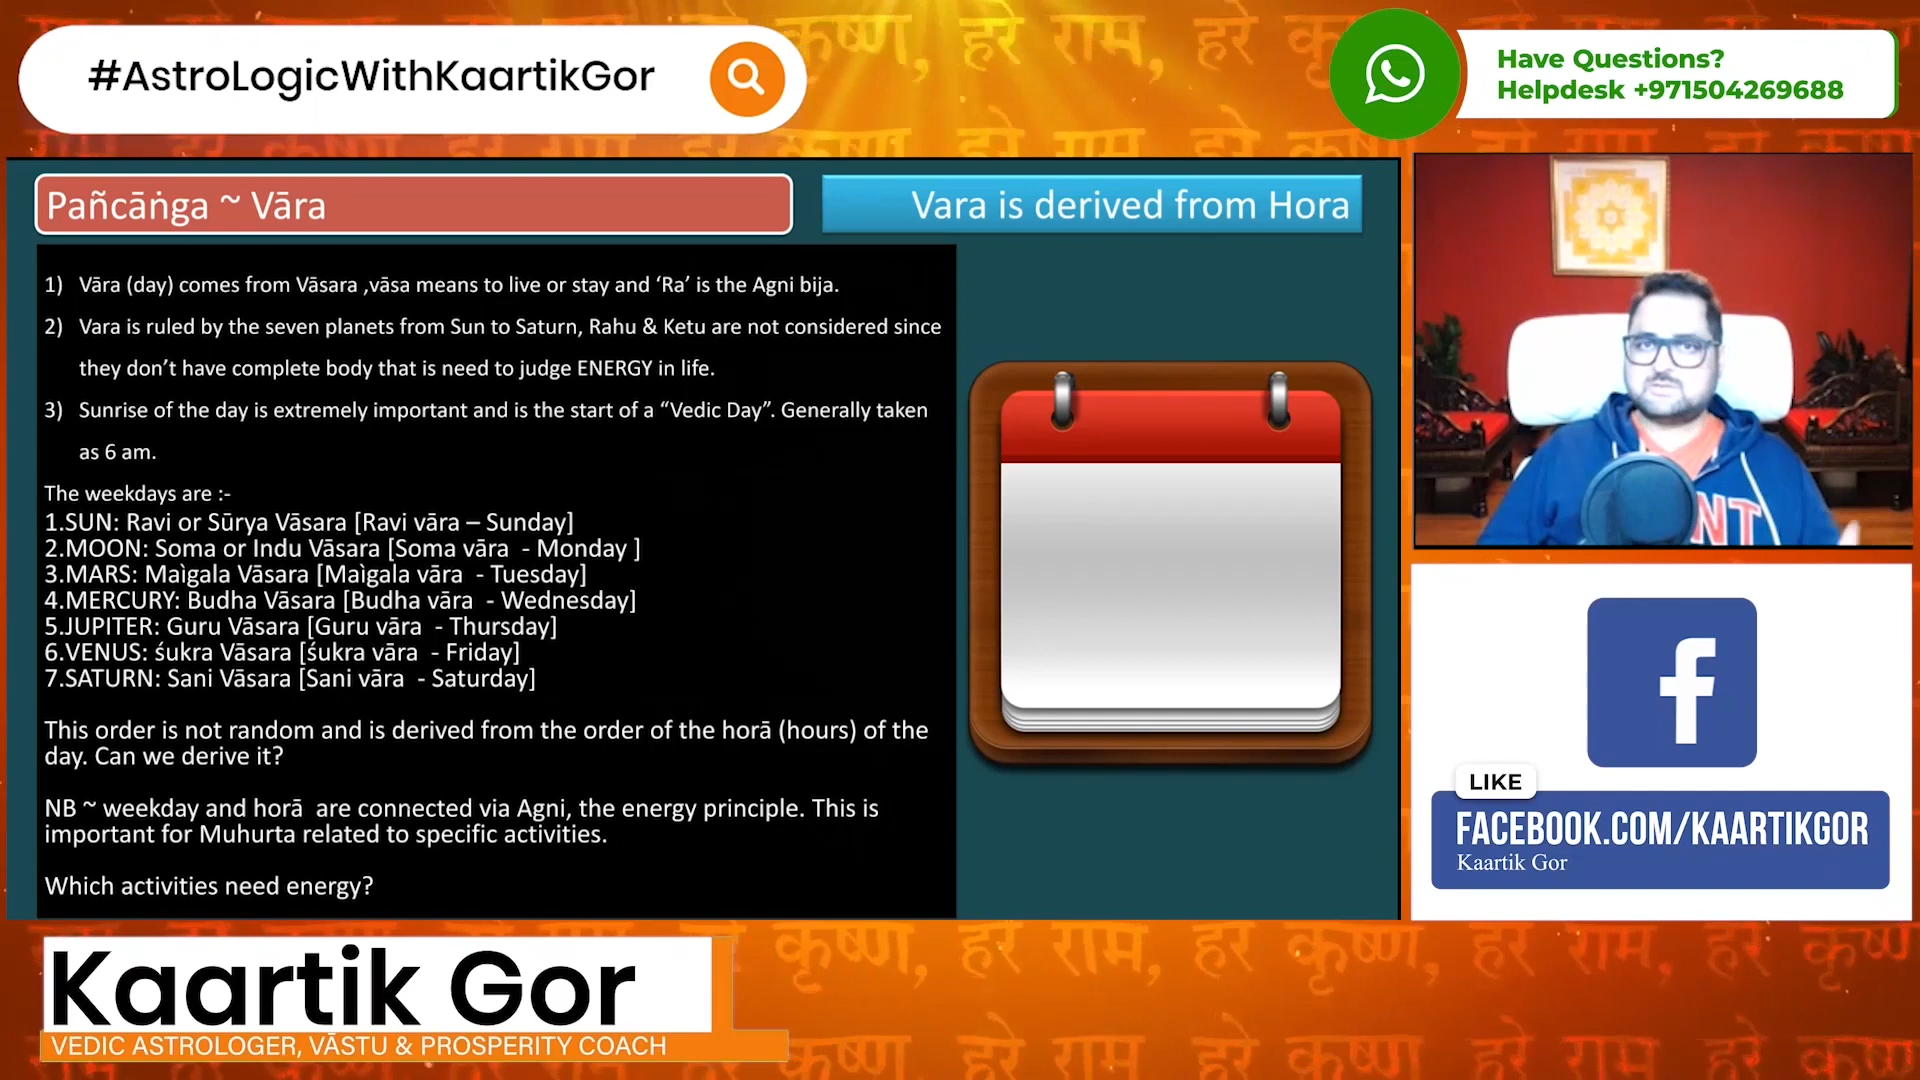 #AstroLogicWithKaartikGor
Have Questions?
Helpdesk +971504269688
Pañcāṅga ~ Vāra
Vara is derived from Hora
1) Vāra (day) comes from Vāsara ,vāsa means to live or stay and ‘Ra’ is the Agni bija.
2) Vara is ruled by the seven planets from Sun to Saturn, Rahu & Ketu are not considered since
they don’t have complete body that is need to judge ENERGY in life.
3) Sunrise of the day is extremely important and is the start of a “Vedic Day”. Generally taken
as 6 am.
The weekdays are :-
1.SUN: Ravi or Sūrya Vāsara [Ravi vāra – Sunday]
2.MOON: Soma or Indu Vāsara [Soma vāra - Monday ]
3.MARS: Maìgala Vāsara [Maìgala vāra - Tuesday]
4.MERCURY: Budha Vāsara [Budha vāra - Wednesday]
5.JUPITER: Guru Vāsara [Guru vāra - Thursday]
6.VENUS: śukra Vāsara [śukra vāra - Friday]
7.SATURN: Sani Vāsara [Sani vāra - Saturday]
This order is not random and is derived from the order of the horā (hours) of the
day. Can we derive it?
NB ~ weekday and horā are connected via Agni, the energy principle. This is
important for Muhurta related to specific activities.
Which activities need energy?
NT
f
LIKE
FACEBOOK.COM/KAARTIKGOR
Kaartik Gor
Kaartik Gor
VEDIC ASTROLOGER, VĀSTU & PROSPERITY COACH
कृष्ण, हरे राम, हरे कृष्ण, हरे राम, हरे कृष्ण